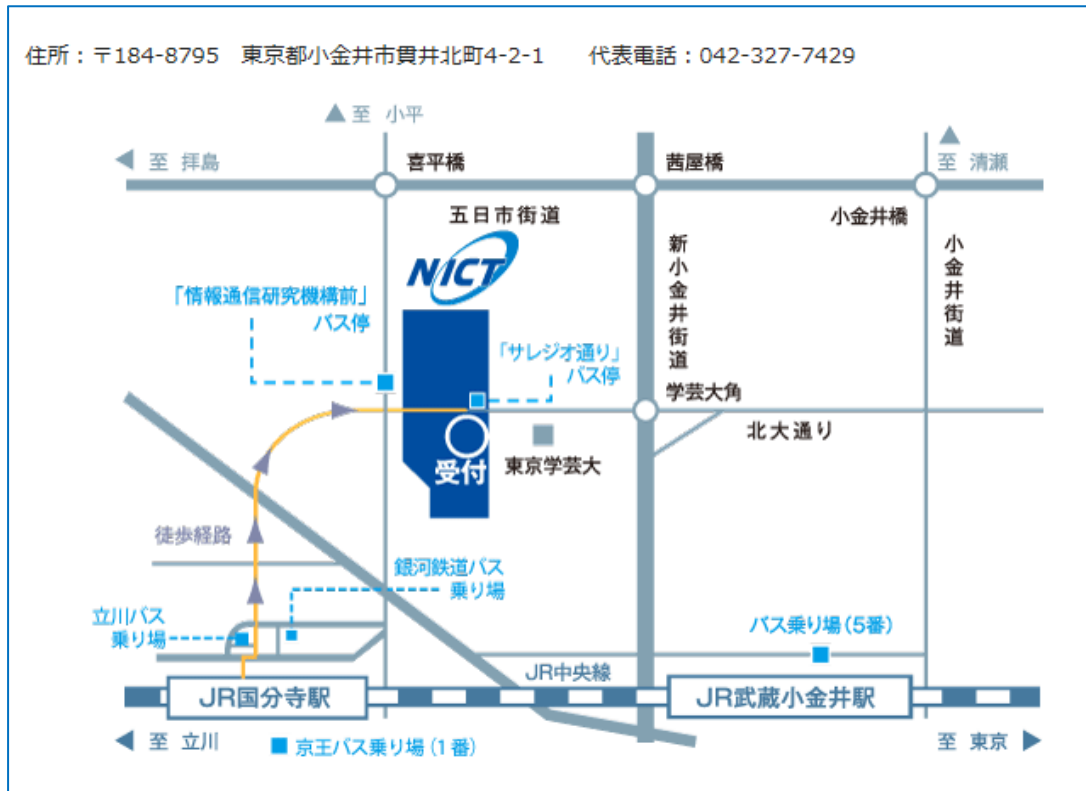 住所：〒184-8795　東京都小金井市貫井北町4-2-1　　代表電話：042-327-7429
至 小平
至 拝島
喜平橋
茜屋橋
至 清瀬
五日市街道
小金井橋
NICT
新小金井街道
小金井街道
「情報通信研究機構前」
バス停
「サレジオ通り」
バス停
学芸大角
北大通り
受付
東京学芸大
徒歩経路
銀河鉄道バス
乗り場
立川バス
乗り場
バス乗り場（5番）
JR中央線
JR国分寺駅
JR武蔵小金井駅
至 立川
京王バス乗り場（1番）
至 東京